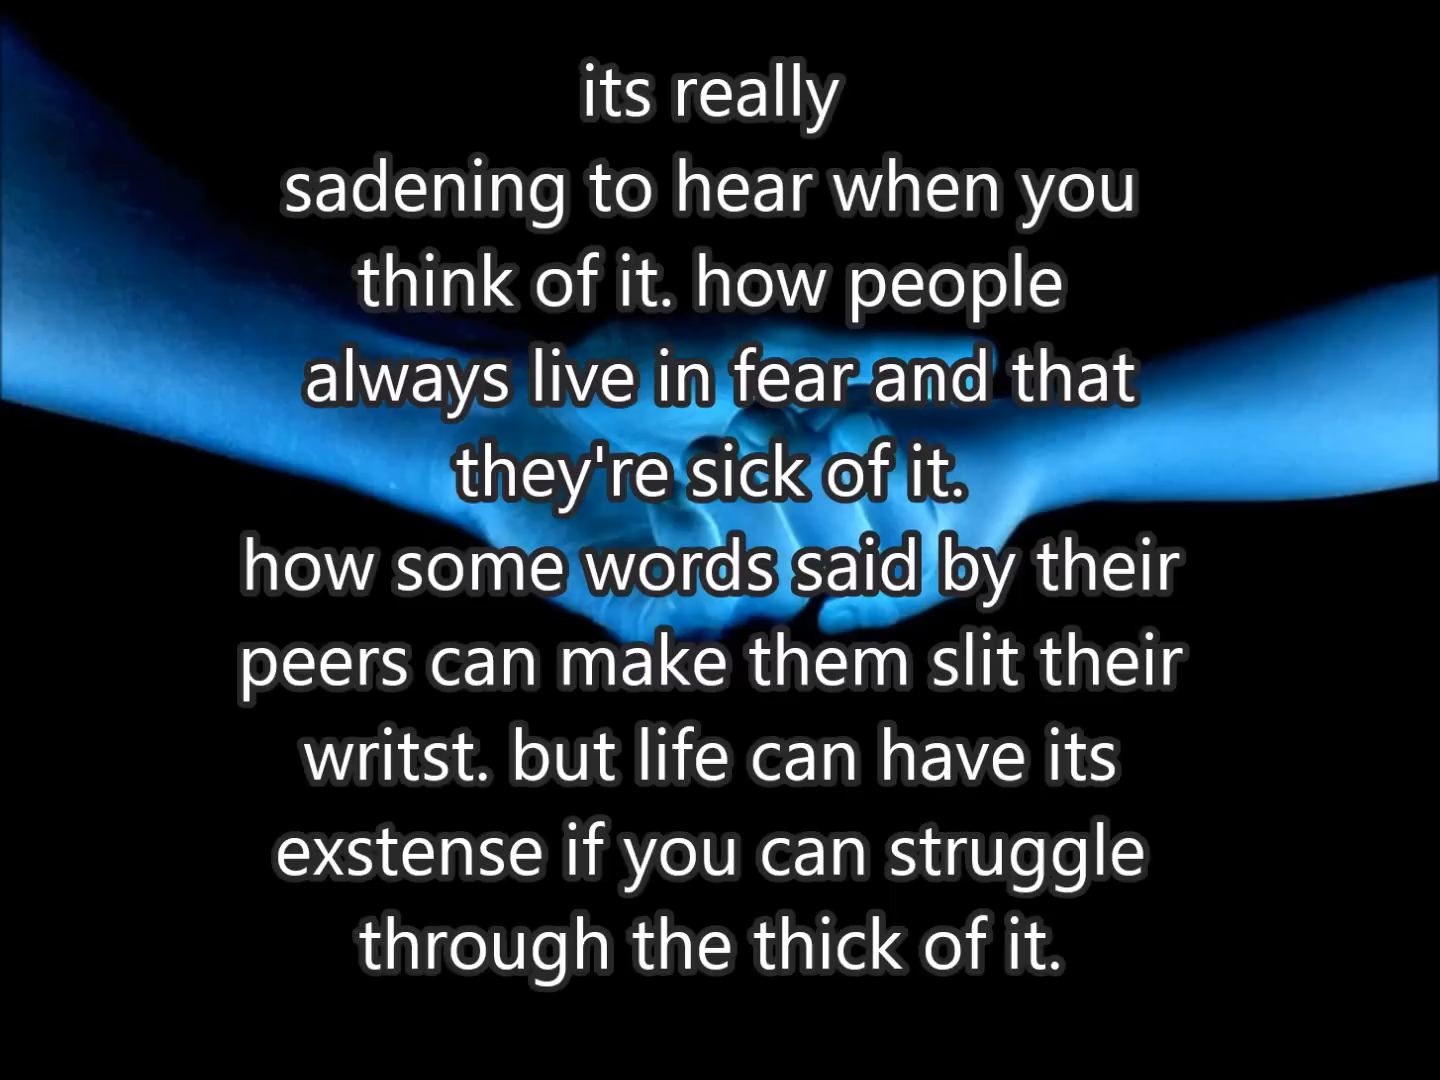 its really
sadening to hear when you
think of it. how people
always live in fear and that
they're sick of it.
how some words said by their
peers can make them slit their
writst. but life can have its
exstense if you can struggle
through the thick of it.